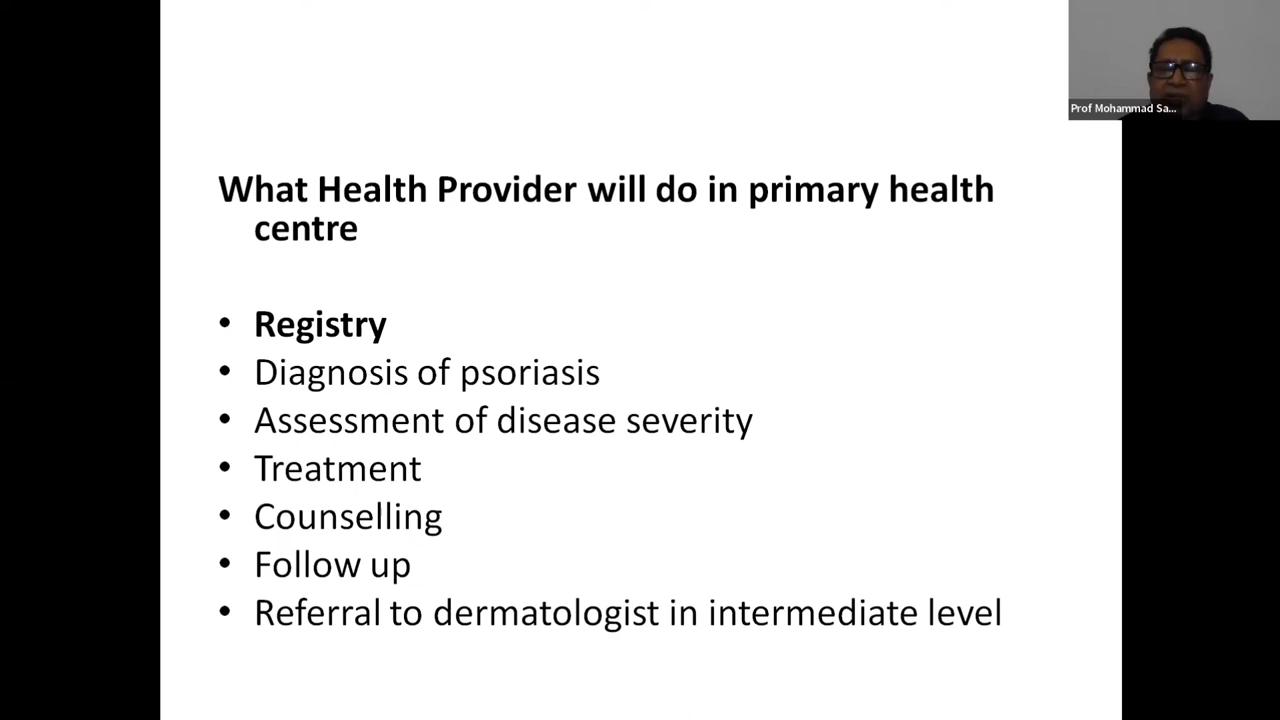 Prof Mohammad Sa...
What Health Provider will do in primary health
centre
• Registry
• Diagnosis of psoriasis
• Assessment of disease severity
• Treatment
• Counselling
• Follow up
• Referral to dermatologist in intermediate level